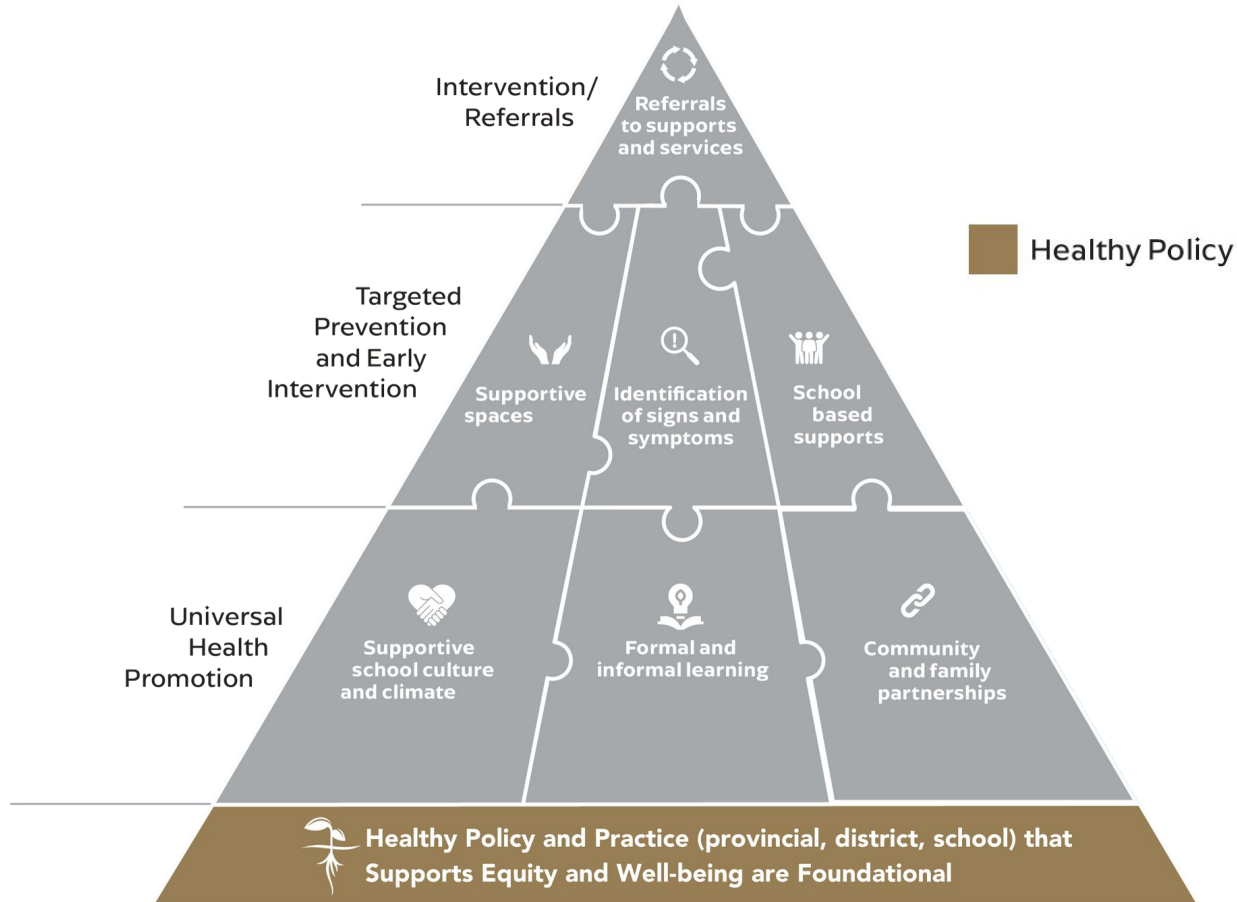 Intervention/
Referrals
Referrals
to supports
and services
Healthy Policy
Targeted
Prevention
and Early
Intervention
Supportive
spaces
Identification
of signs and
symptoms
School
based
supports
Universal
Health
Promotion
Supportive
school culture
and climate
Formal and
informal learning
Community
and family
partnerships
Healthy Policy and Practice (provincial, district, school) that
Supports Equity and Well-being are Foundational